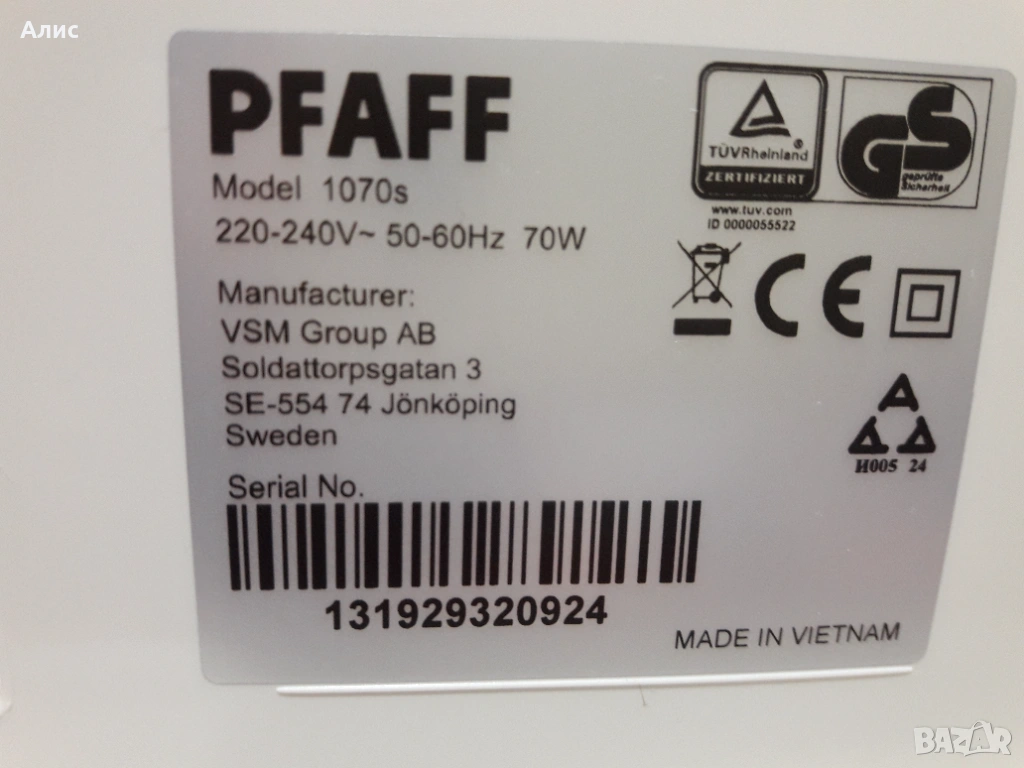 Алис
PFAFF
Model 1070s
220-240V~ 50-60Hz 70W
Manufacturer:
VSM Group AB
Soldattorpsgatan 3
SE-554 74 Jönköping
Sweden
Serial No.
131929320924
TÜVRheinland®
ZERTIFIZIERT
GS
geprüfte
Sicherheit
www.tuv.com
ID 0000055522
CE
И005 24
MADE IN VIETNAM
BAZAR